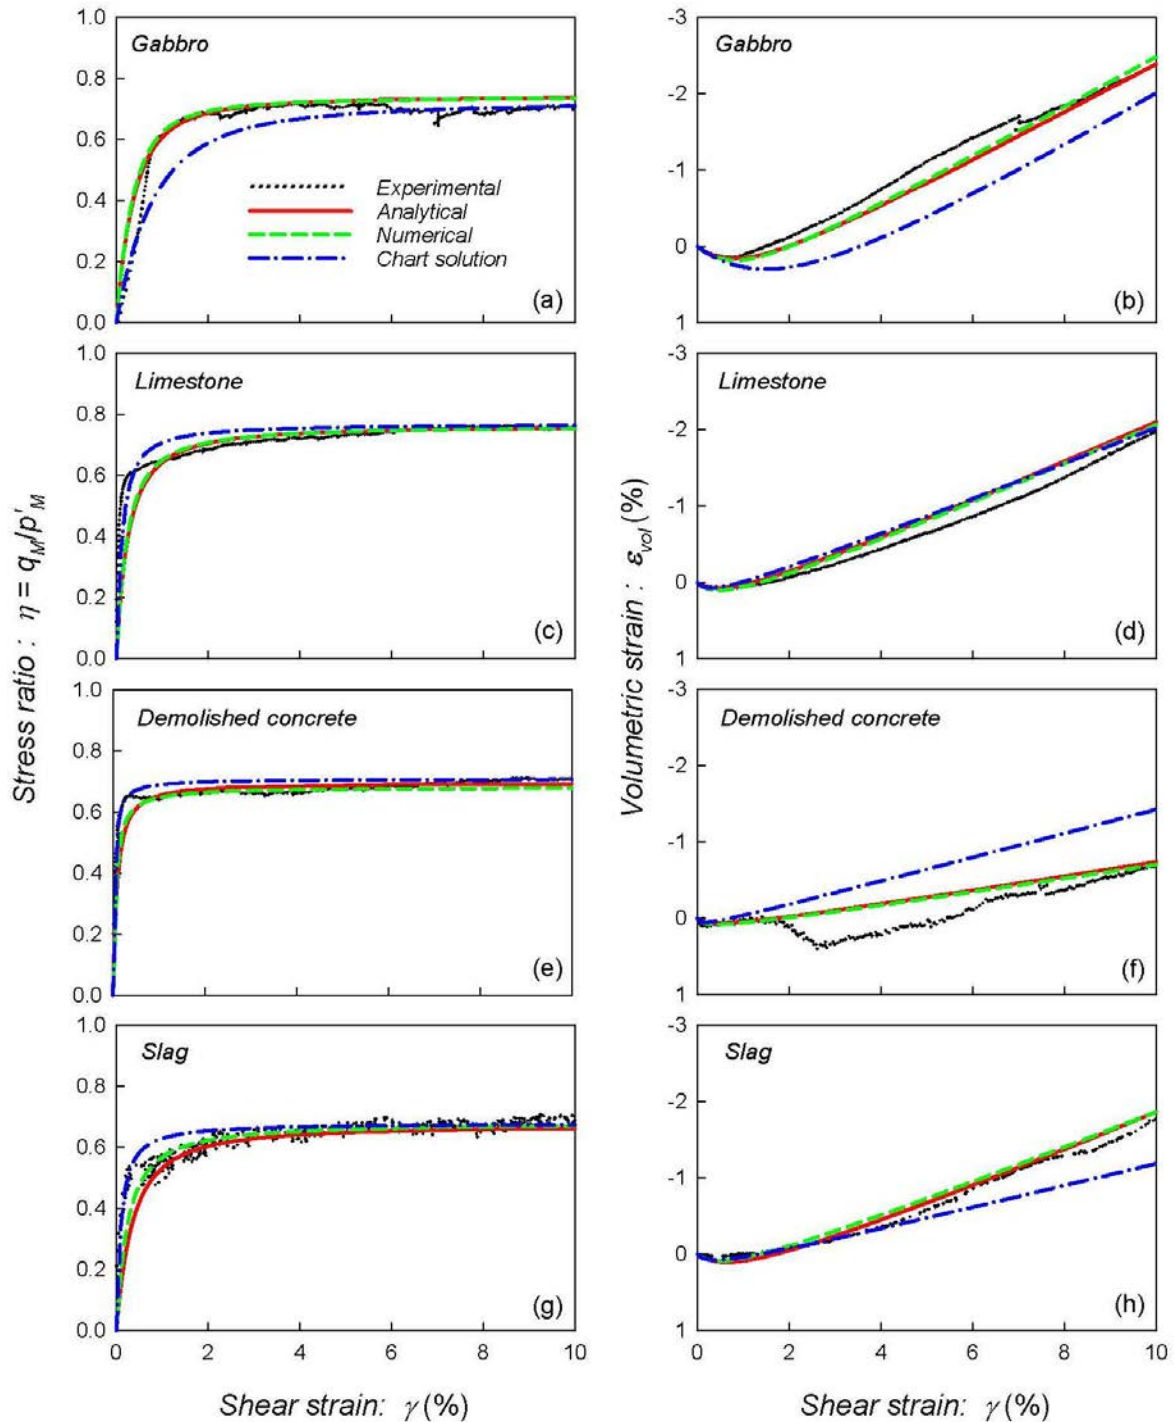 1.0
0.8
0.6
0.4
0.2
0.0
Gabbro
Experimental
Analytical
Numerical
Chart solution
(a)
-3
-2
-1
0
1
Gabbro
(b)
1.0
0.8
0.6
0.4
0.2
0.0
Limestone
(c)
-3
-2
-1
0
1
Limestone
(d)
Stress ratio : η = q_M/p'_M
Volumetric strain : ε_vol (%)
1.0
0.8
0.6
0.4
0.2
0.0
Demolished concrete
(e)
-3
-2
-1
0
1
Demolished concrete
(f)
1.0
0.8
0.6
0.4
0.2
0.0
Slag
(g)
0 2 4 6 8 10
Shear strain: γ (%)
-3
-2
-1
0
1
Slag
(h)
0 2 4 6 8 10
Shear strain: γ (%)